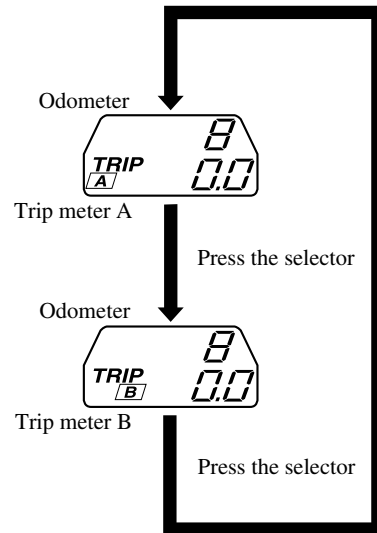 Odometer
8
TRIP
A 0.0
Trip meter A
Press the selector
Odometer
8
TRIP
B 0.0
Trip meter B
Press the selector